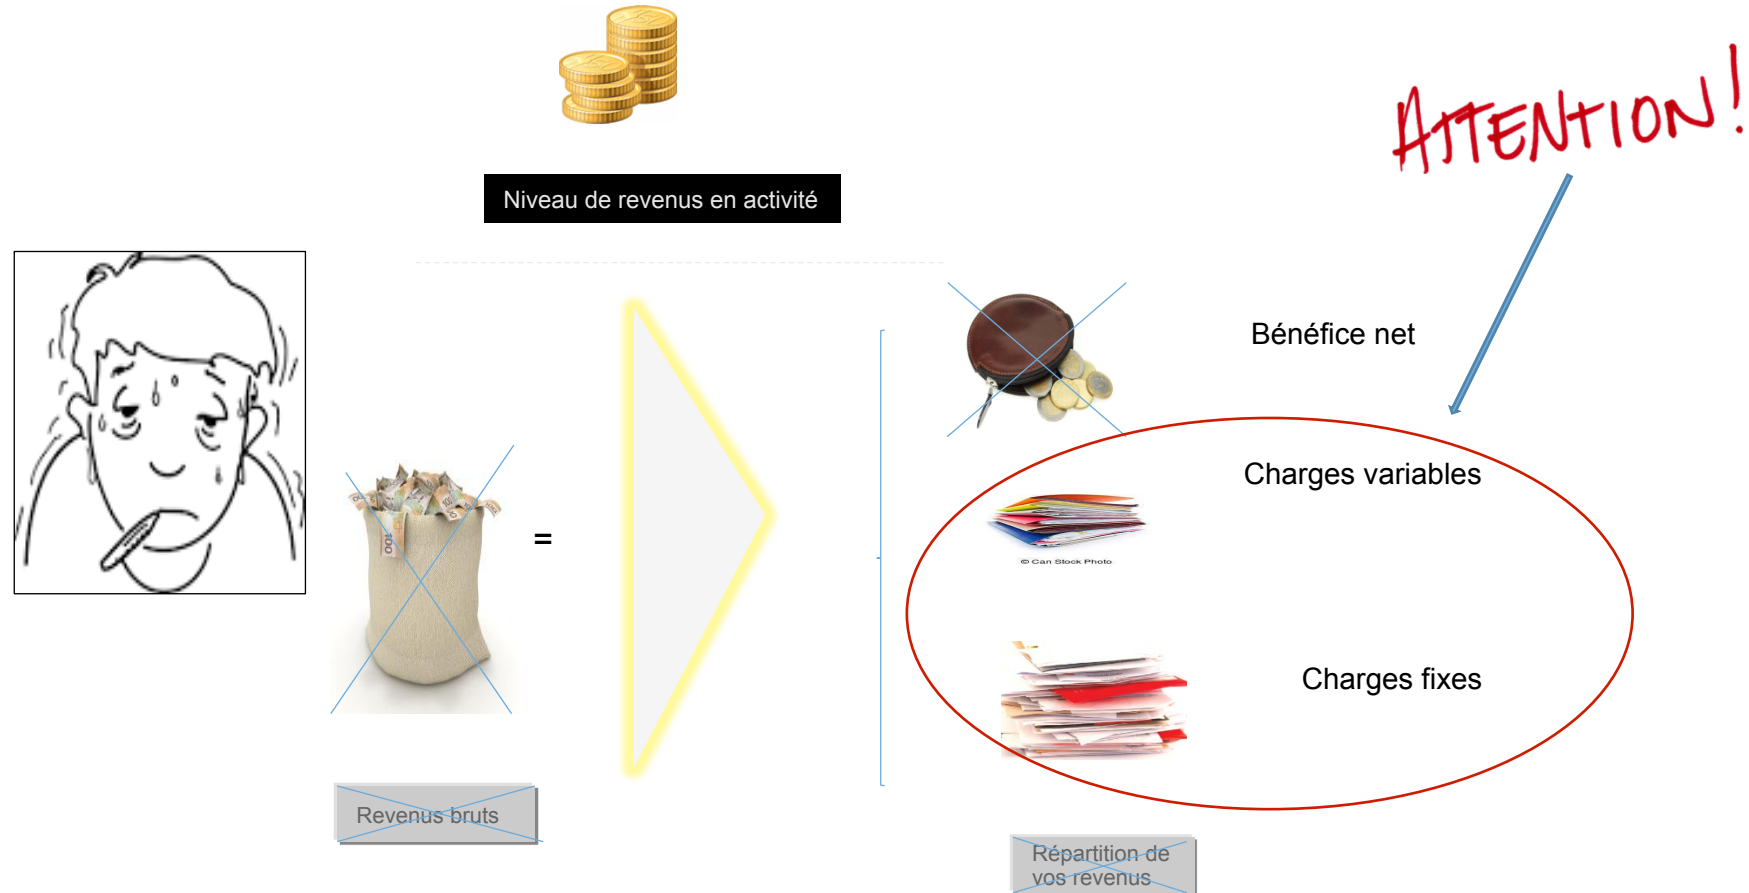 ATTENTION!
Niveau de revenus en activité
Bénéfice net
Charges variables
© Can Stock Photo
=
100
Charges fixes
Revenus bruts
Répartition de
vos revenus